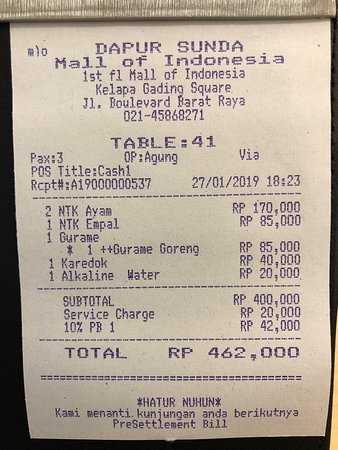 m)o DAPUR SUNDA
Mall of Indonesia
1st fl Mall of Indonesia
Kelapa Gading Square
Jl. Boulevard Barat Raya
021-45868271
TABLE:41
Pax:3 OP:Agung Via
POS Title:Cash1
Rcpt#:A19000000537 27/01/2019 18:23
2 NTK Ayam RP 170,000
1 NTK Empal RP 85,000
1 Gurame
* 1 ++Gurame Goreng RP 85,000
1 Karedok RP 40,000
1 Alkaline Water RP 20,000
SUBTOTAL RP 400,000
Service Charge RP 20,000
10% PB 1 RP 42,000
TOTAL RP 462,000
*HATUR NUHUN*
Kami menanti kunjungan anda berikutnya
PreSettlement Bill